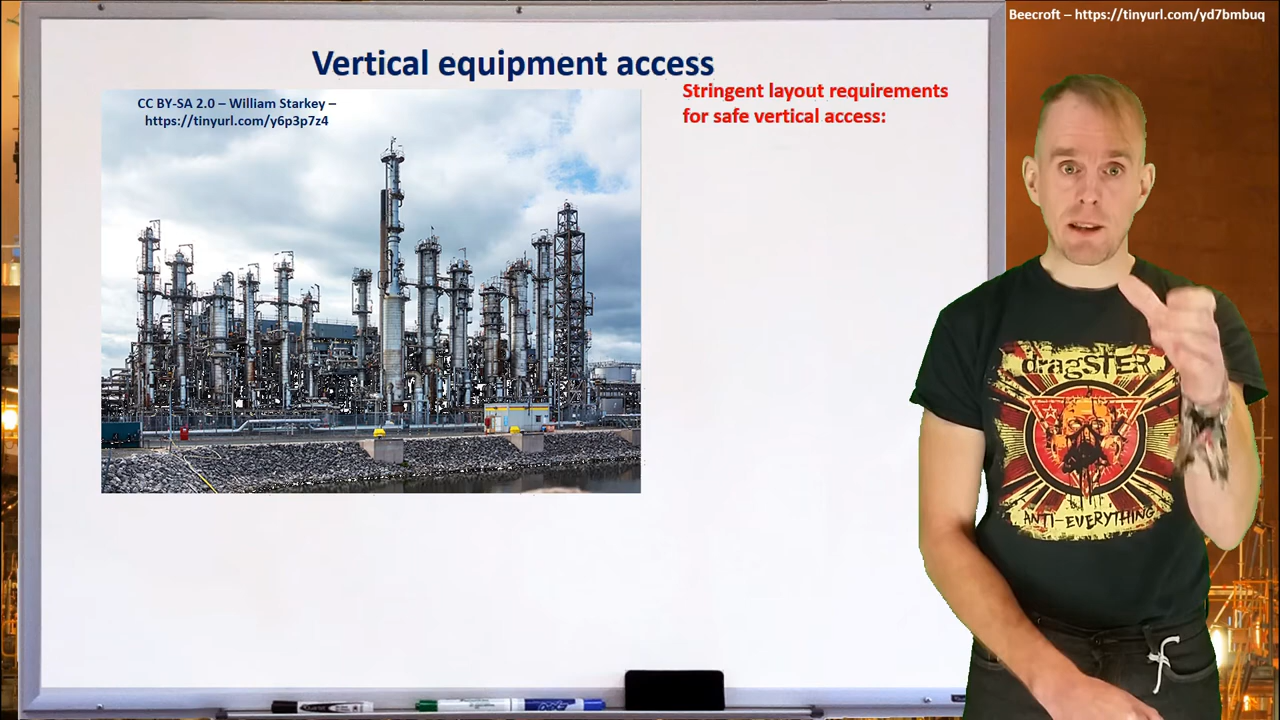 Beecroft – https://tinyurl.com/yd7bmbuq
Vertical equipment access
CC BY-SA 2.0 – William Starkey –
https://tinyurl.com/y6p3p7z4
Stringent layout requirements
for safe vertical access:
dragSTER
ANTI-EVERYTHING